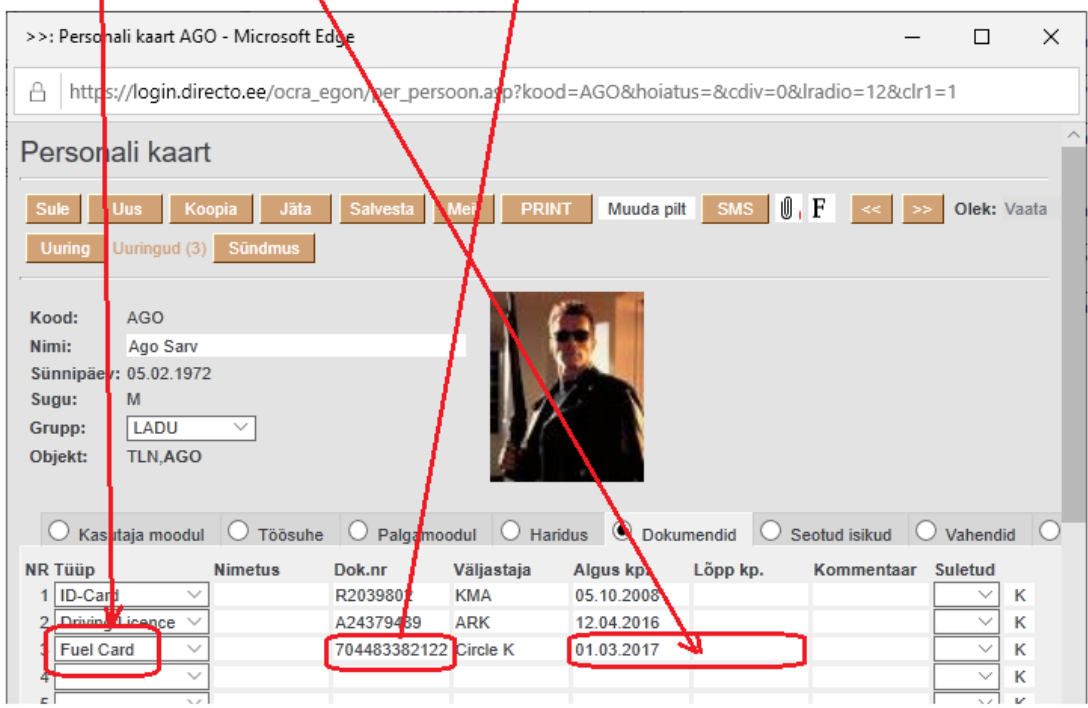 >>: Personali kaart AGO - Microsoft Edge
https://login.directo.ee/ocra_egon/per_persoon.asp?kood=AGO&hoiatus=&cdiv=0&lradio=12&clr1=1
Personali kaart
Sule Uus Koopia Jäta Salvesta Meil PRINT Muuda pilt SMS F << >> Olek: Vaata
Uuring Uuringud (3) Sündmus
Kood: AGO
Nimi: Ago Sarv
Sünnipäev: 05.02.1972
Sugu: M
Grupp: LADU
Objekt: TLN,AGO
Kasutaja moodul Töösuhe Palgamoodul Haridus Dokumendid Seotud isikud Vahendid
NR Tüüp Nimetus Dok.nr Väljastaja Algus kp. Lõpp kp. Kommentaar Suletud
1 ID-Card R2039802 KMA 05.10.2008 K
2 Driving Licence A24379439 ARK 12.04.2016 K
3 Fuel Card 704483382122 Circle K 01.03.2017 K
4 K
5 K